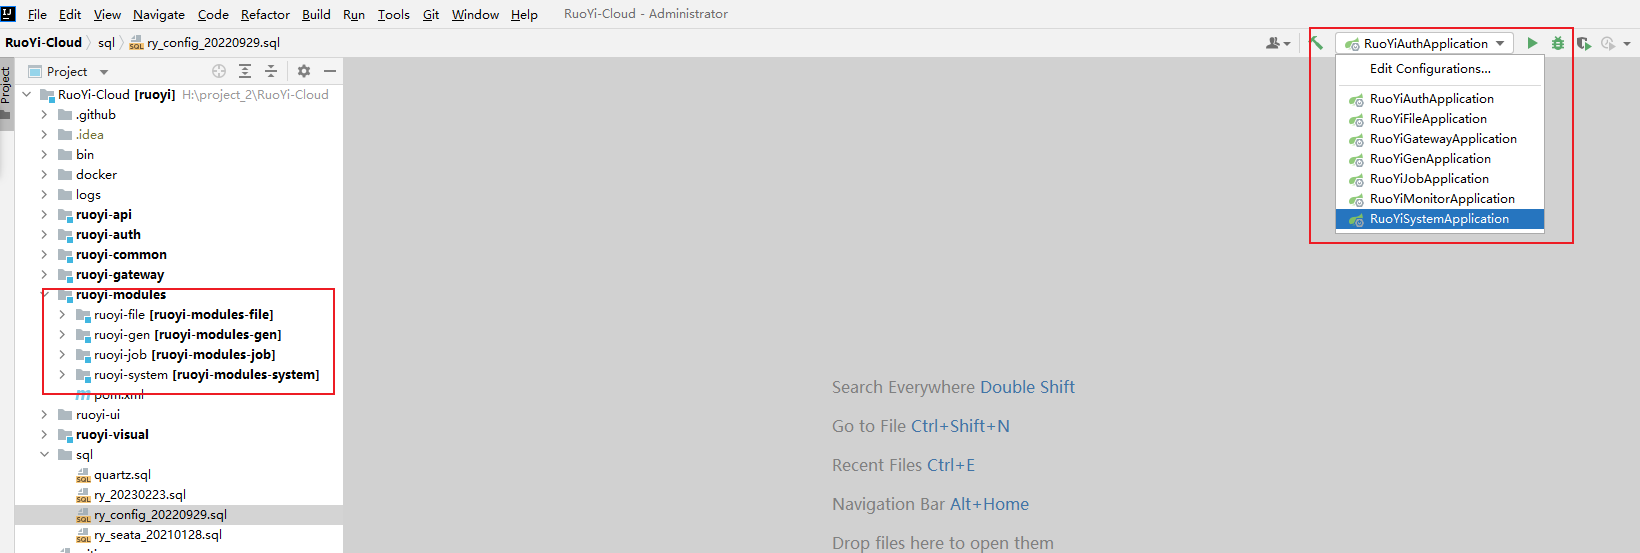 IJ File Edit View Navigate Code Refactor Build Run Tools Git Window Help RuoYi-Cloud - Administrator
RuoYi-Cloud sql ry_config_20220929.sql RuoYiAuthApplication
Project Project
RuoYi-Cloud [ruoyi] H:\project_2\RuoYi-Cloud
.github
.idea
bin
docker
logs
ruoyi-api
ruoyi-auth
ruoyi-common
ruoyi-gateway
ruoyi-modules
ruoyi-file [ruoyi-modules-file]
ruoyi-gen [ruoyi-modules-gen]
ruoyi-job [ruoyi-modules-job]
ruoyi-system [ruoyi-modules-system]
pom.xml
ruoyi-ui
ruoyi-visual
sql
quartz.sql
ry_20230223.sql
ry_config_20220929.sql
ry_seata_20210128.sql
Edit Configurations...
RuoYiAuthApplication
RuoYiFileApplication
RuoYiGatewayApplication
RuoYiGenApplication
RuoYiJobApplication
RuoYiMonitorApplication
RuoYiSystemApplication
Search Everywhere Double Shift
Go to File Ctrl+Shift+N
Recent Files Ctrl+E
Navigation Bar Alt+Home
Drop files here to open them